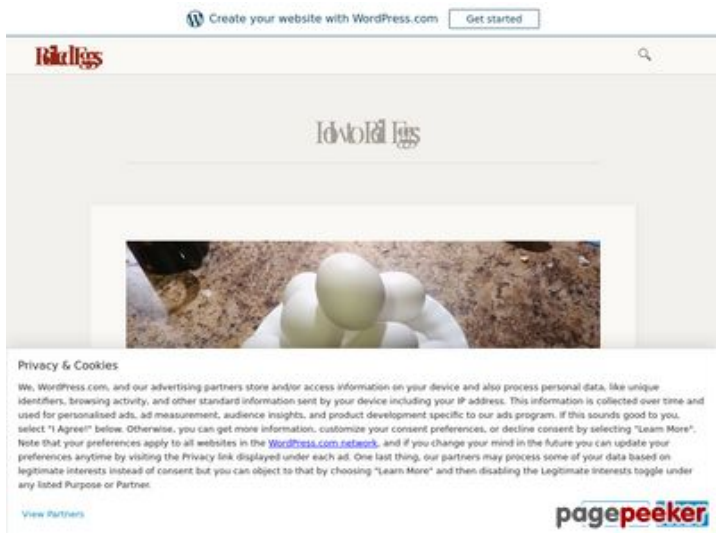 Create your website with WordPress.com
Get started
Boiled Eggs
How to Boil Eggs
Privacy & Cookies
We, WordPress.com, and our advertising partners store and/or access information on your device and also process personal data, like unique
identifiers, browsing activity, and other standard information sent by your device including your IP address. This information is collected over time and
used for personalised ads, ad measurement, audience insights, and product development specific to our ads program. If this sounds good to you,
select "I Agree!" below. Otherwise, you can get more information, customize your consent preferences, or decline consent by selecting "Learn More".
Note that your preferences apply to all websites in the WordPress.com network, and if you change your mind in the future you can update your
preferences anytime by visiting the Privacy link displayed under each ad. One last thing, our partners may process some of your data based on
legitimate interests instead of consent but you can object to that by choosing "Learn More" and then disabling the Legitimate Interests toggle under
any listed Purpose or Partner.
View Partners
pagepeeker